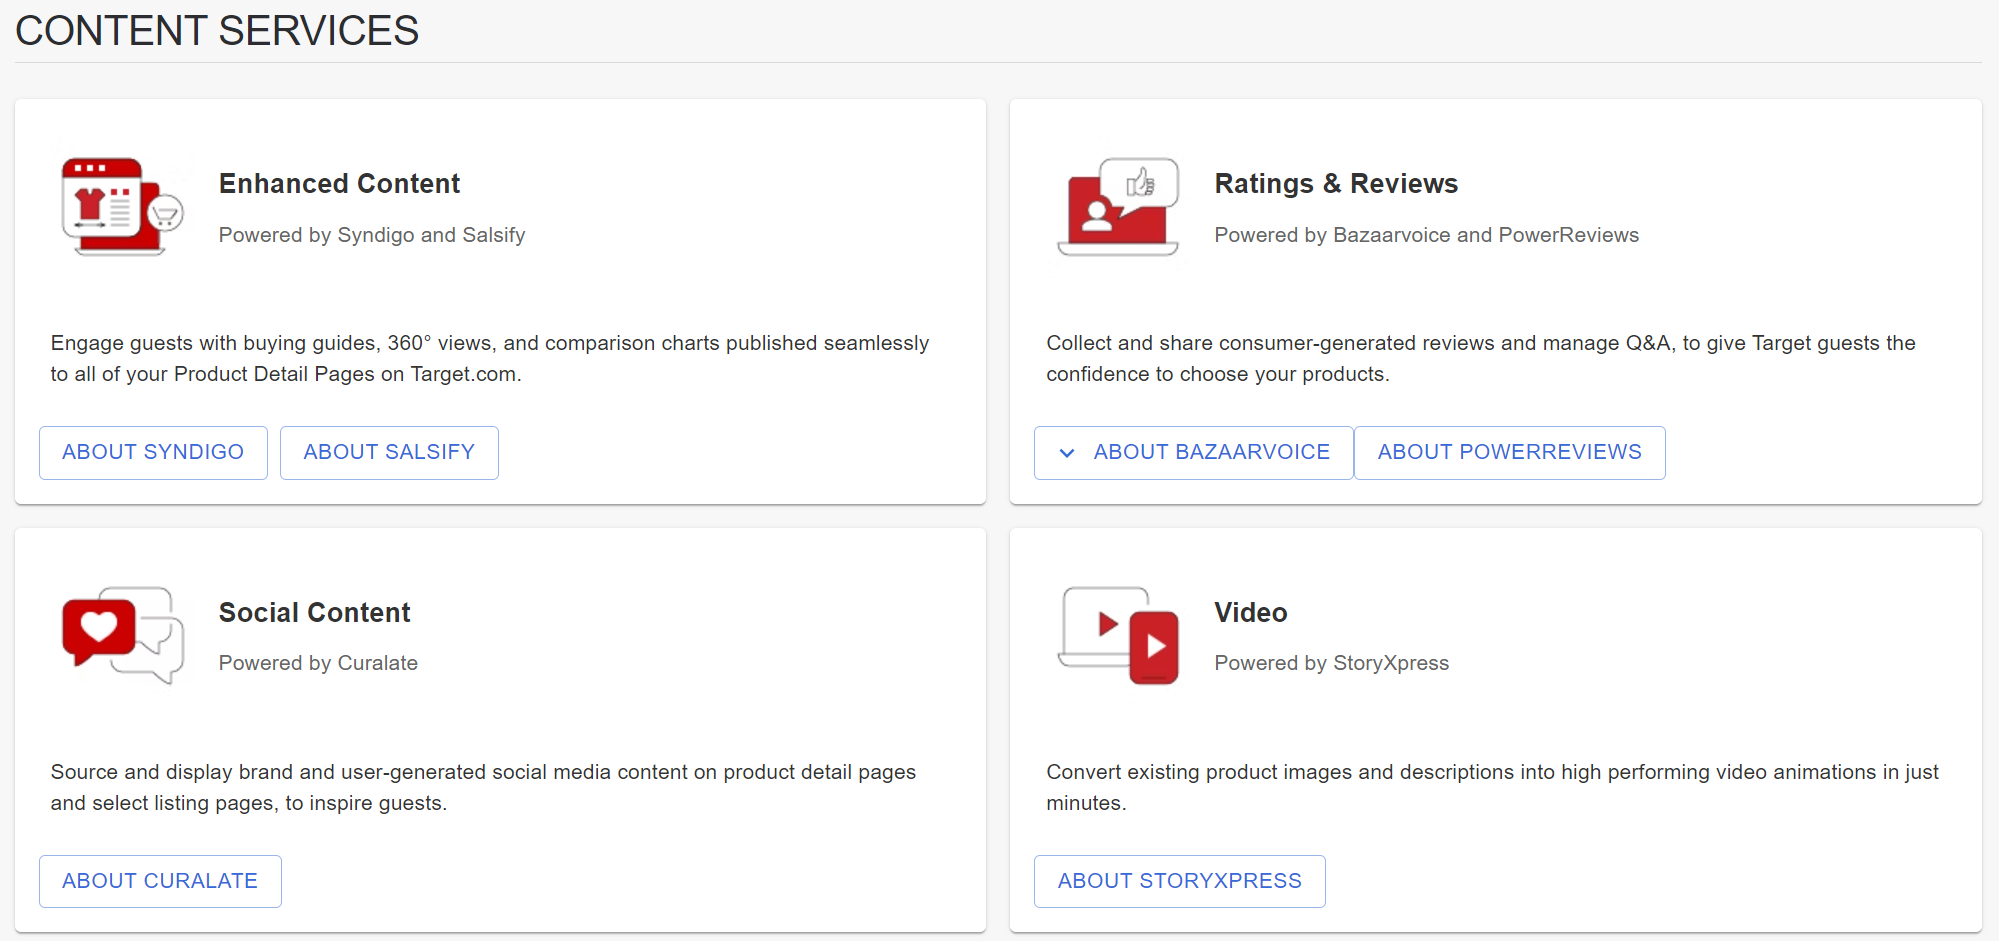 CONTENT SERVICES
Enhanced Content
Powered by Syndigo and Salsify
Engage guests with buying guides, 360° views, and comparison charts published seamlessly
to all of your Product Detail Pages on Target.com.
ABOUT SYNDIGO
ABOUT SALSIFY
Ratings & Reviews
Powered by Bazaarvoice and PowerReviews
Collect and share consumer-generated reviews and manage Q&A, to give Target guests the
confidence to choose your products.
ABOUT BAZAARVOICE
ABOUT POWERREVIEWS
Social Content
Powered by Curalate
Source and display brand and user-generated social media content on product detail pages
and select listing pages, to inspire guests.
ABOUT CURALATE
Video
Powered by StoryXpress
Convert existing product images and descriptions into high performing video animations in just
minutes.
ABOUT STORYXPRESS